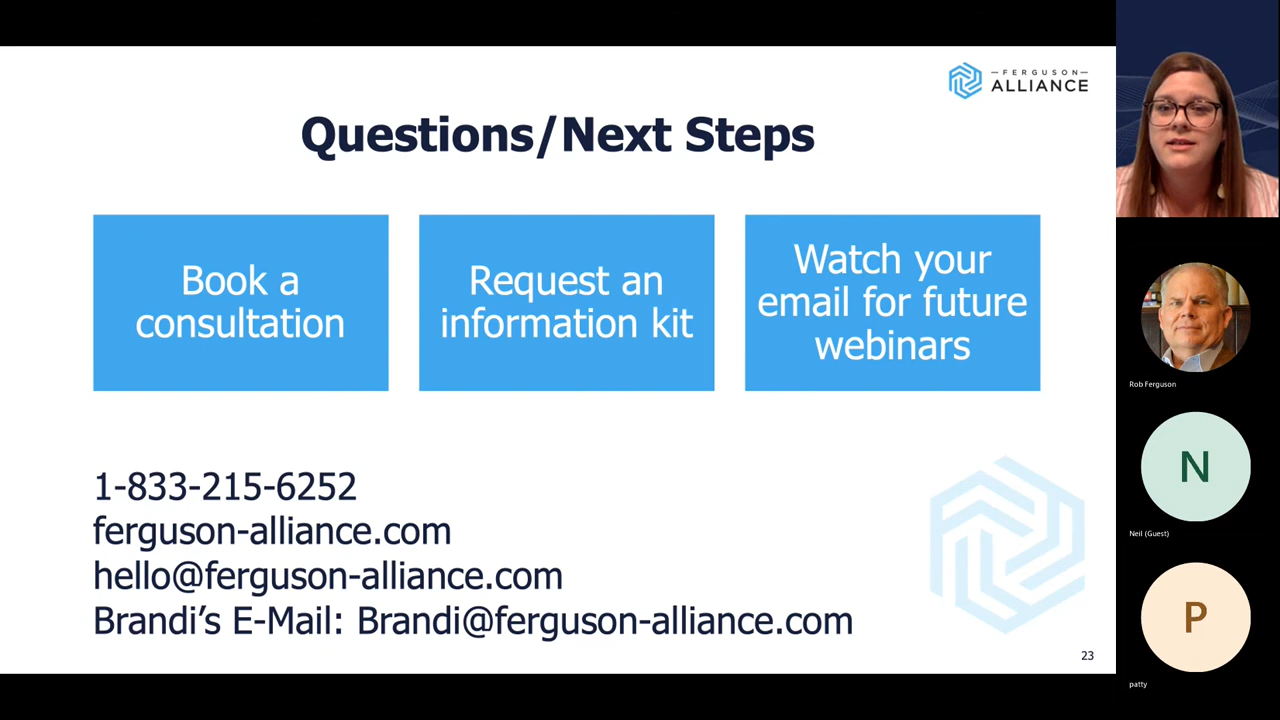 FERGUSON
ALLIANCE
Questions/Next Steps
Book a
consultation
Request an
information kit
Watch your
email for future
webinars
1-833-215-6252
ferguson-alliance.com
hello@ferguson-alliance.com
Brandi’s E-Mail: Brandi@ferguson-alliance.com
23
Rob Ferguson
N
Neil (Guest)
P
patty